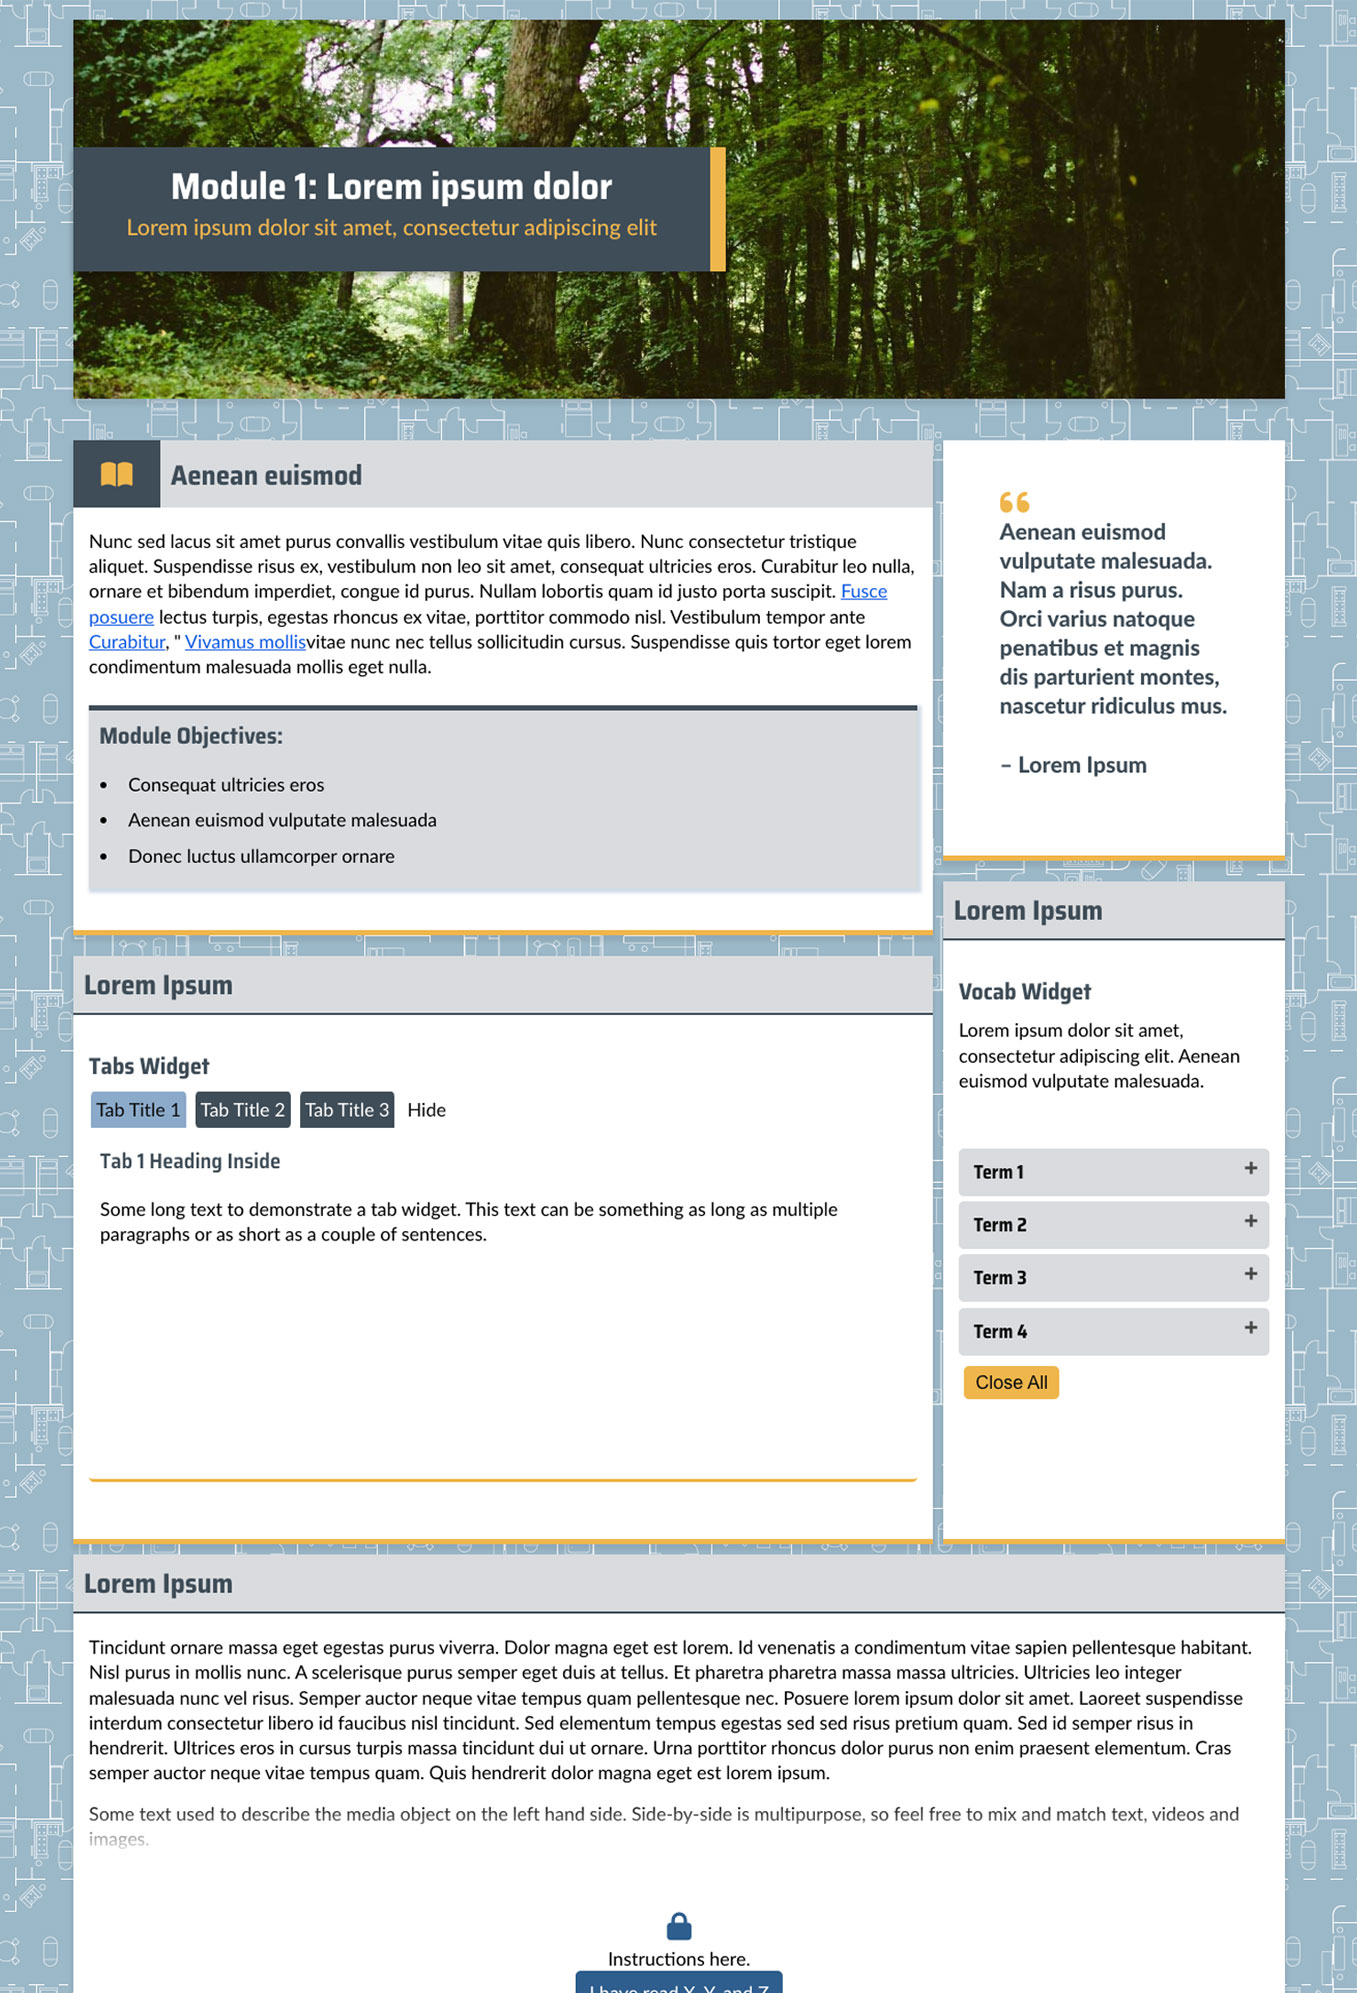 Module 1: Lorem ipsum dolor
Lorem ipsum dolor sit amet, consectetur adipiscing elit
Aenean euismod
Nunc sed lacus sit amet purus convallis vestibulum vitae quis libero. Nunc consectetur tristique
aliquet. Suspendisse risus ex, vestibulum non leo sit amet, consequat ultricies eros. Curabitur leo nulla,
ornare et bibendum imperdiet, congue id purus. Nullam lobortis quam id justo porta suscipit. Fusce
posuere lectus turpis, egestas rhoncus ex vitae, porttitor commodo nisl. Vestibulum tempor ante
Curabitur, " Vivamus mollisvitae nunc nec tellus sollicitudin cursus. Suspendisse quis tortor eget lorem
condimentum malesuada mollis eget nulla.
Module Objectives:
• Consequat ultricies eros
• Aenean euismod vulputate malesuada
• Donec luctus ullamcorper ornare
“
Aenean euismod
vulputate malesuada.
Nam a risus purus.
Orci varius natoque
penatibus et magnis
dis parturient montes,
nascetur ridiculus mus.
– Lorem Ipsum
Lorem Ipsum
Tabs Widget
Tab Title 1 Tab Title 2 Tab Title 3 Hide
Tab 1 Heading Inside
Some long text to demonstrate a tab widget. This text can be something as long as multiple
paragraphs or as short as a couple of sentences.
Lorem Ipsum
Vocab Widget
Lorem ipsum dolor sit amet,
consectetur adipiscing elit. Aenean
euismod vulputate malesuada.
Term 1 +
Term 2 +
Term 3 +
Term 4 +
Close All
Lorem Ipsum
Tincidunt ornare massa eget egestas purus viverra. Dolor magna eget est lorem. Id venenatis a condimentum vitae sapien pellentesque habitant.
Nisl purus in mollis nunc. A scelerisque purus semper eget duis at tellus. Et pharetra pharetra massa massa ultricies. Ultricies leo integer
malesuada nunc vel risus. Semper auctor neque vitae tempus quam pellentesque nec. Posuere lorem ipsum dolor sit amet. Laoreet suspendisse
interdum consectetur libero id faucibus nisl tincidunt. Sed elementum tempus egestas sed sed risus pretium quam. Sed id semper risus in
hendrerit. Ultrices eros in cursus turpis massa tincidunt dui ut ornare. Urna porttitor rhoncus dolor purus non enim praesent elementum. Cras
semper auctor neque vitae tempus quam. Quis hendrerit dolor magna eget est lorem ipsum.
Some text used to describe the media object on the left hand side. Side-by-side is multipurpose, so feel free to mix and match text, videos and
images.
Instructions here.
I have read X, Y, and Z